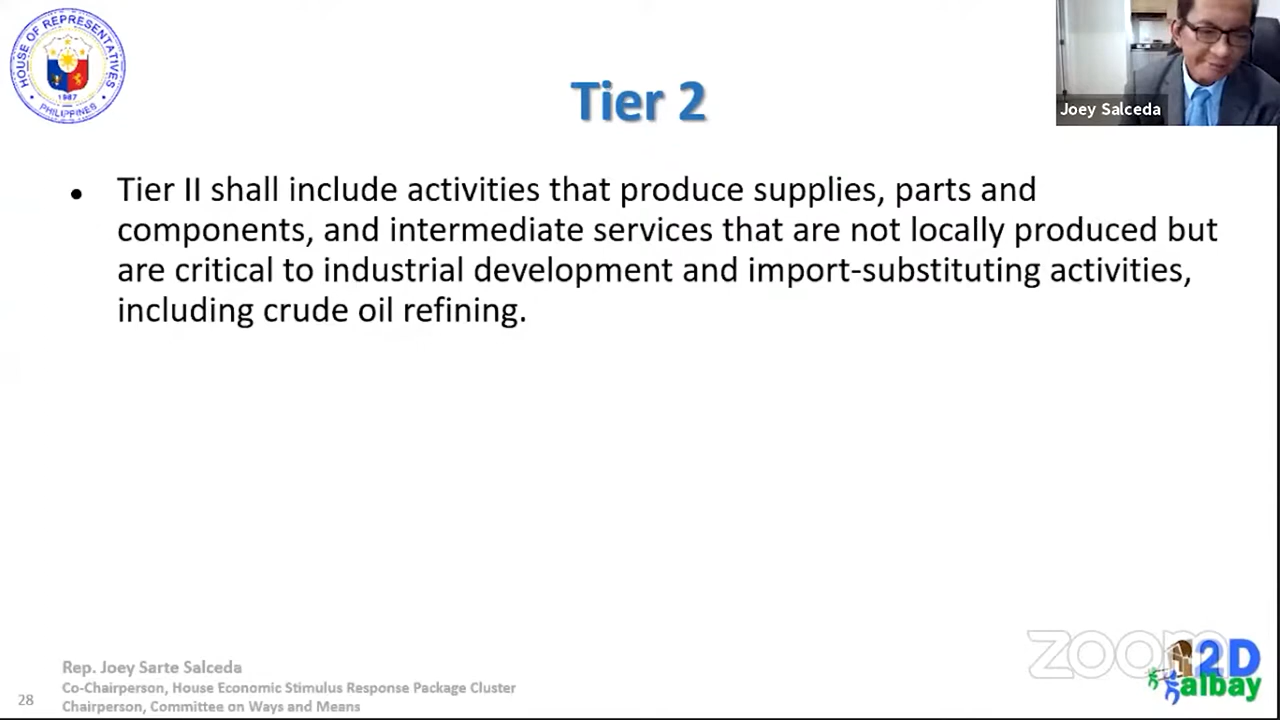 HOUSE OF REPRESENTATIVES
1987
PHILIPPINES
Tier 2
Joey Salceda
• Tier II shall include activities that produce supplies, parts and
components, and intermediate services that are not locally produced but
are critical to industrial development and import-substituting activities,
including crude oil refining.
zoom
2D
albay
Rep. Joey Sarte Salceda
Co-Chairperson, House Economic Stimulus Response Package Cluster
Chairperson, Committee on Ways and Means
28